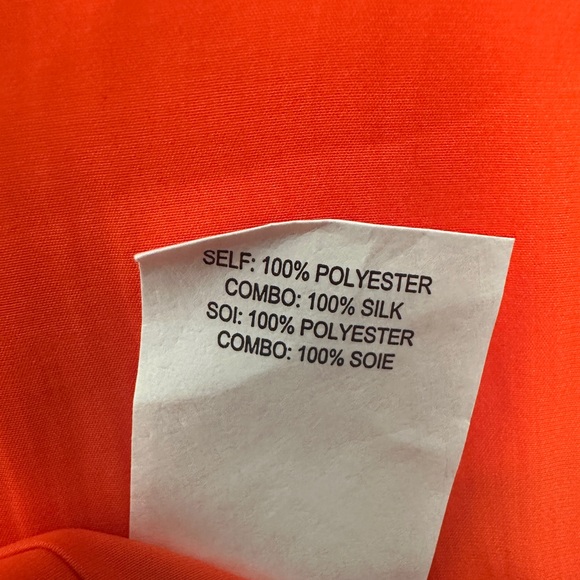 SELF: 100% POLYESTER
COMBO: 100% SILK
SOI: 100% POLYESTER
COMBO: 100% SOIE